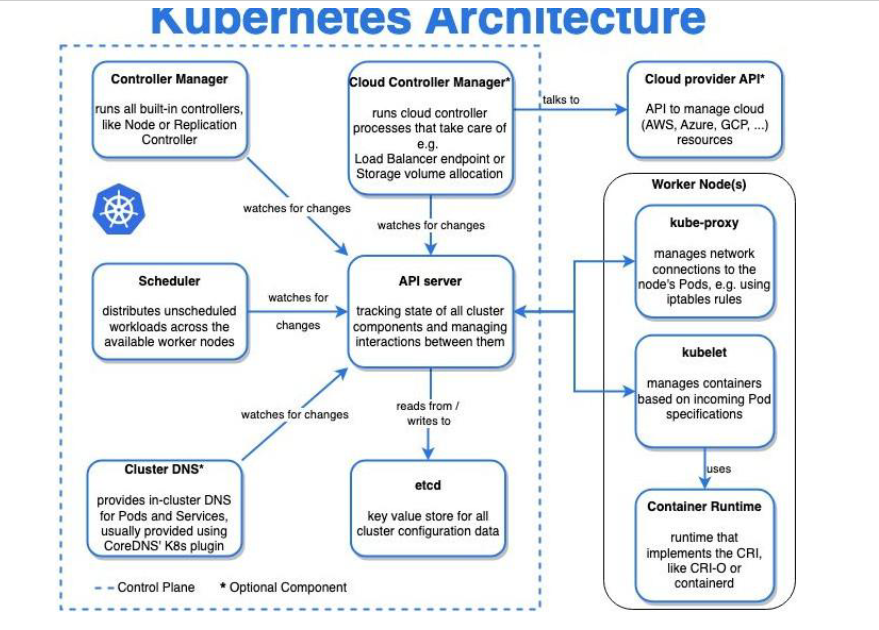 Kubernetes Architecture
Controller Manager
runs all built-in controllers,
like Node or Replication
Controller
Cloud Controller Manager*
runs cloud controller
processes that take care of
e.g.
Load Balancer endpoint or
Storage volume allocation
talks to
Cloud provider API*
API to manage cloud
(AWS, Azure, GCP, ...)
resources
watches for changes
watches for changes
Worker Node(s)
kube-proxy
manages network
connections to the
node's Pods, e.g. using
iptables rules
Scheduler
distributes unscheduled
workloads across the
available worker nodes
watches for
changes
API server
tracking state of all cluster
components and managing
interactions between them
kubelet
manages containers
based on incoming Pod
specifications
watches for changes
reads from /
writes to
uses
Cluster DNS*
provides in-cluster DNS
for Pods and Services,
usually provided using
CoreDNS' K8s plugin
etcd
key value store for all
cluster configuration data
Container Runtime
runtime that
implements the CRI,
like CRI-O or
containerd
Control Plane
* Optional Component